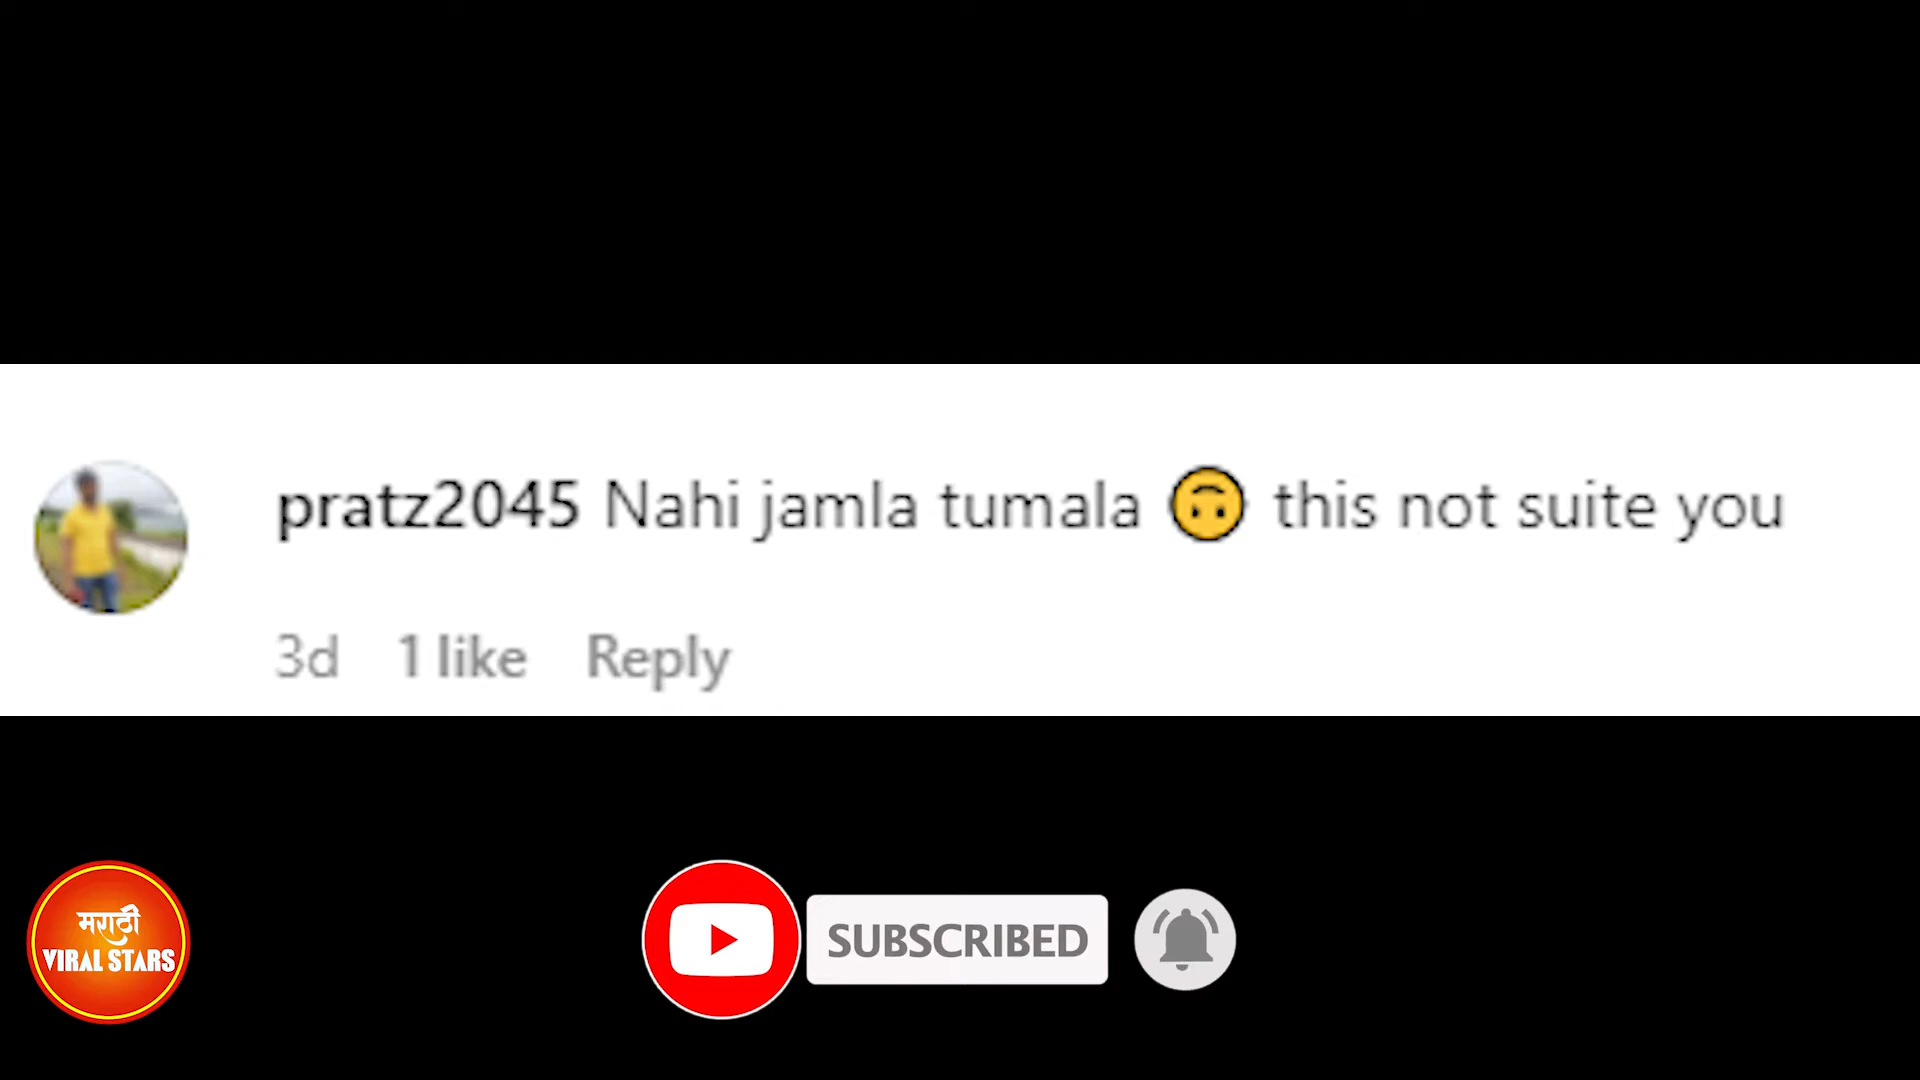 pratz2045 Nahi jamla tumala 🙃 this not suite you
3d 1 like Reply
मराठी
VIRAL STARS
SUBSCRIBED